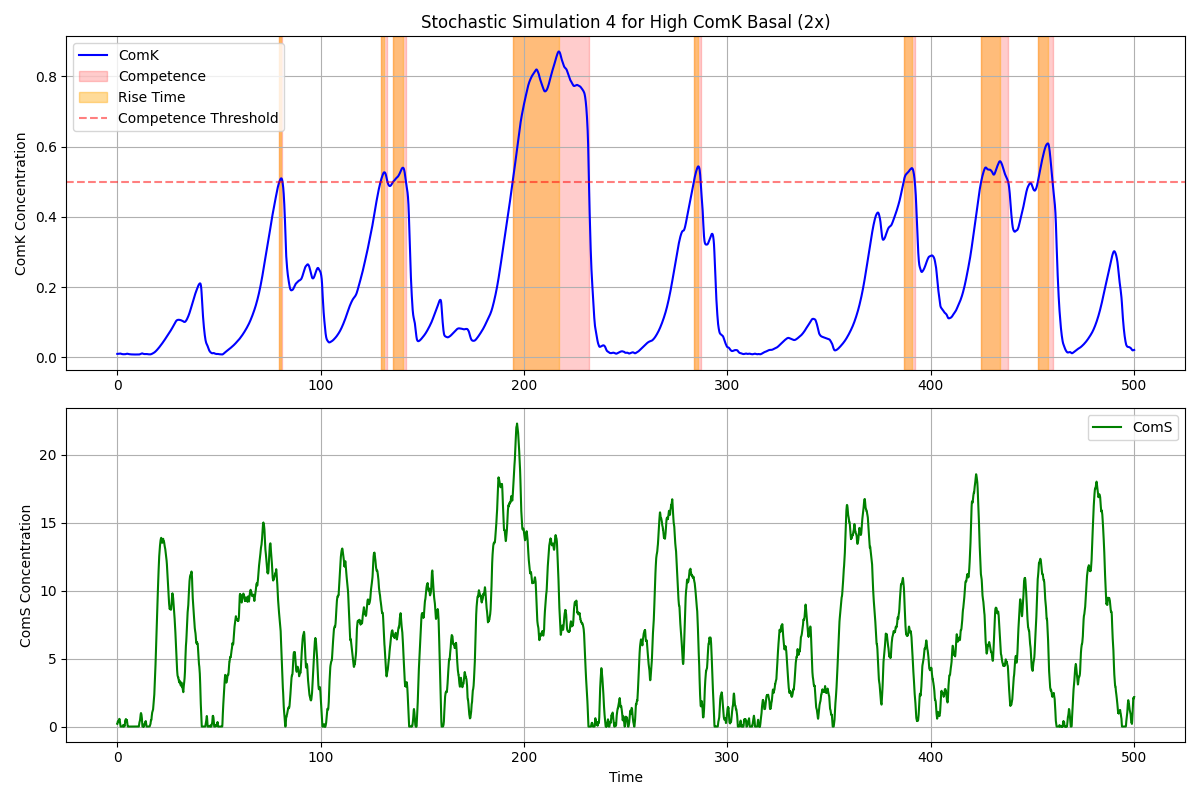 Stochastic Simulation 4 for High ComK Basal (2x)
ComK Concentration
0.8
0.6
0.4
0.2
0.0
ComK
Competence
Rise Time
Competence Threshold
0 100 200 300 400 500
ComS Concentration
20
15
10
5
0
ComS
0 100 200 300 400 500
Time